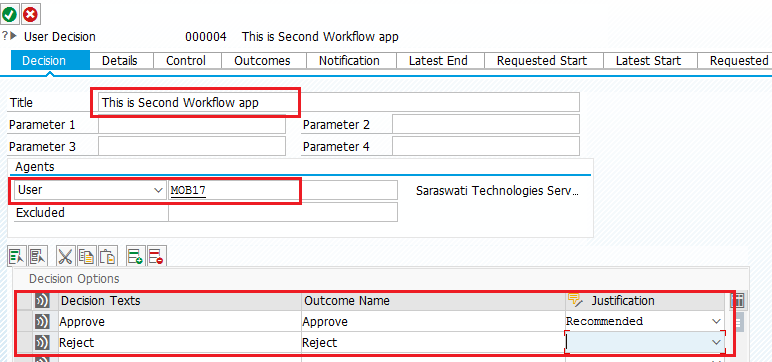 User Decision 000004 This is Second Workflow app
Decision Details Control Outcomes Notification Latest End Requested Start Latest Start Requested
Title This is Second Workflow app
Parameter 1 Parameter 2
Parameter 3 Parameter 4
Agents
User MOB17 Saraswati Technologies Serv...
Excluded
Decision Options
Decision Texts Outcome Name Justification
Approve Approve Recommended
Reject Reject